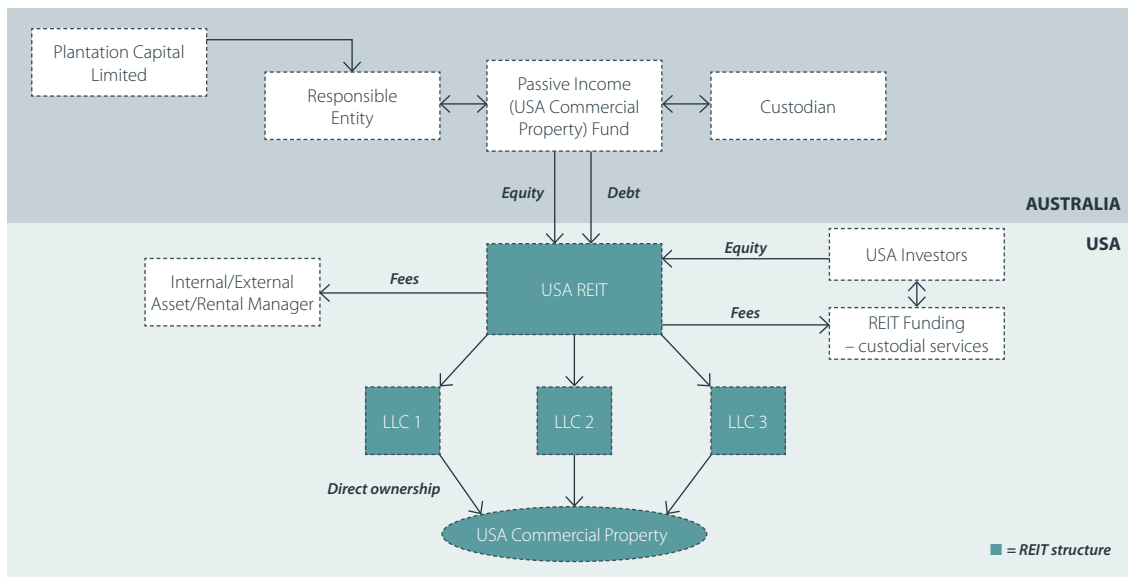 Plantation Capital
Limited
Responsible
Entity
Passive Income
(USA Commercial
Property) Fund
Custodian
Equity
Debt
AUSTRALIA
USA
Internal/External
Asset/Rental Manager
Fees
USA REIT
Equity
USA Investors
Fees
REIT Funding
– custodial services
LLC 1
LLC 2
LLC 3
Direct ownership
USA Commercial Property
= REIT structure